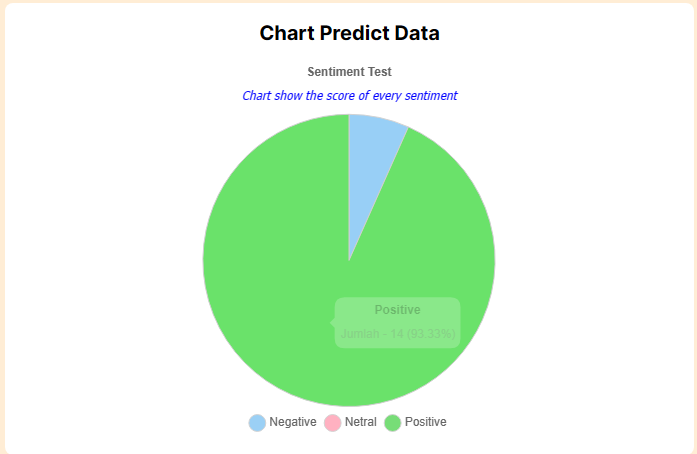 Chart Predict Data
Sentiment Test
Chart show the score of every sentiment
Positive
Jumlah - 14 (93.33%)
Negative Netral Positive